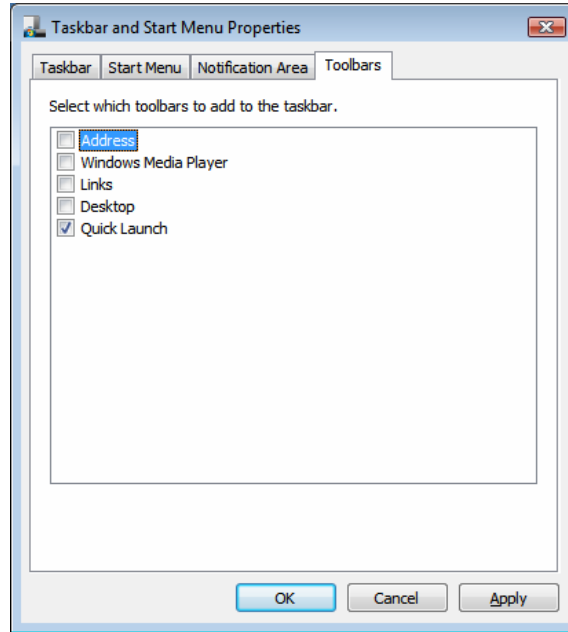 Taskbar and Start Menu Properties
Taskbar Start Menu Notification Area Toolbars
Select which toolbars to add to the taskbar.
Address
Windows Media Player
Links
Desktop
Quick Launch
OK Cancel Apply